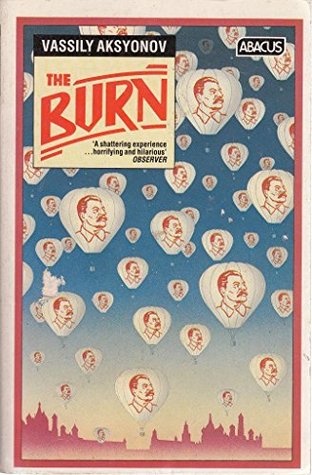 VASSILY AKSYONOV
ABACUS
THE
BURN
'A shattering experience
...horrifying and hilarious'
OBSERVER